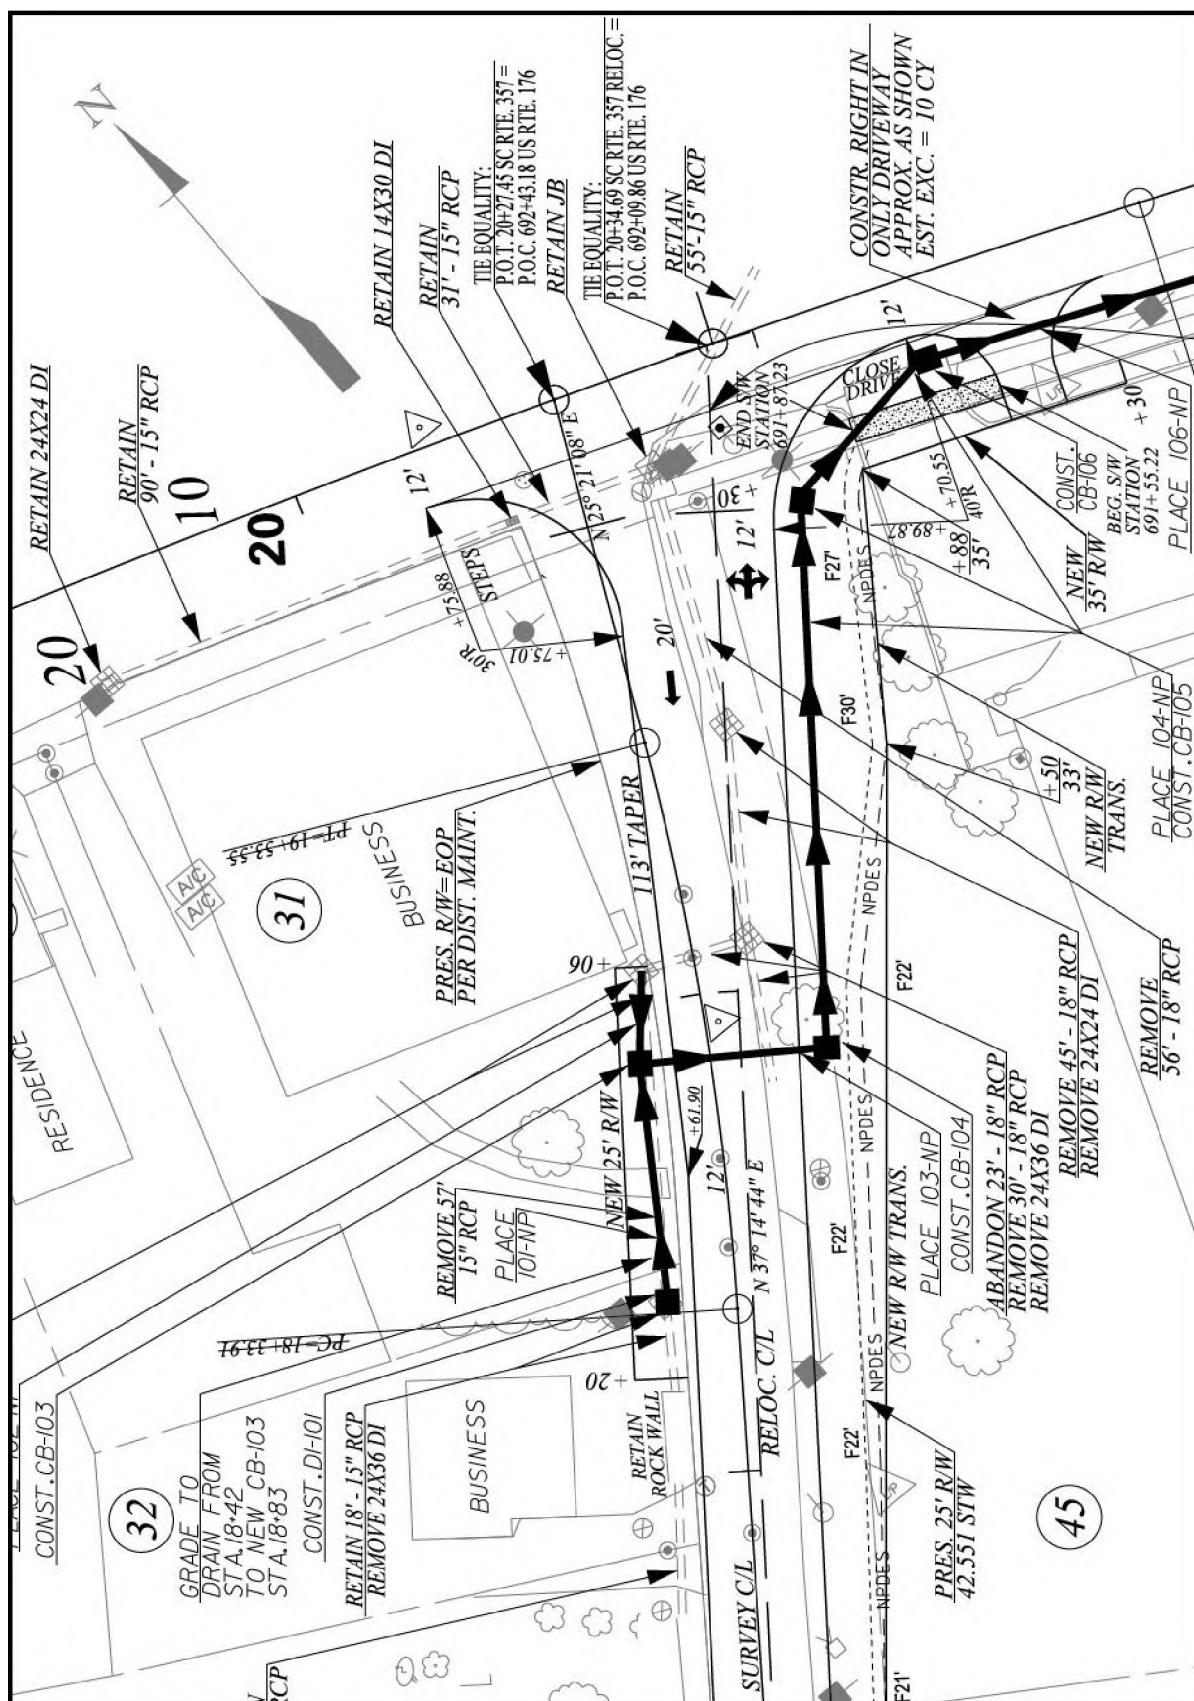 N
RETAIN 24X24 DI
RETAIN
90' - 15" RCP
10
20
20
RETAIN 14X30 DI
RETAIN
31' - 15" RCP
TIE EQUALITY:
P.O.T. 20+27.45 SC RTE. 357 =
P.O.C. 692+43.18 US RTE. 176
RETAIN JB
TIE EQUALITY:
P.O.T. 20+34.69 SC RTE. 357 RELOC. =
P.O.C. 692+09.86 US RTE. 176
RETAIN
55'-15" RCP
CONSTR. RIGHT IN
ONLY DRIVEWAY
APPROX. AS SHOWN
EST. EXC. = 10 CY
12'
12'
CLOSE
DRIVE
END S/W
STATION
691+87.23
N 25° 21' 08" E
STEPS
+75.88
30'R
+75.01
20'
+30
12'
F27'
NPDES
+89.87
+70.55
40'R
+88
35'
CONST.
CB-106
BEG. S/W
STATION
691+55.22
+30
PLACE 106-NP
UP
NEW
35' R/W
PLACE 104-NP
CONST. CB-105
F30'
+50
33'
NEW R/W
TRANS.
PT=19+53.55
A/C
A/C
31
BUSINESS
PRES. R/W=EOP
PER DIST. MAINT.
113' TAPER
+06
RESIDENCE
NPDES
F22'
REMOVE
56' - 18" RCP
REMOVE 45' - 18" RCP
REMOVE 24X24 DI
ABANDON 23' - 18" RCP
REMOVE 30' - 18" RCP
REMOVE 24X36 DI
NPDES
PLACE 103-NP
CONST. CB-104
NEW R/W TRANS.
NEW 25' R/W
+61.90
12'
N 37° 14' 44" E
REMOVE 57'
15" RCP
PLACE
101-NP
F22'
NPDES
PC=18+33.91
+20
RELOC. C/L
CONST. CB-103
32
GRADE TO
DRAIN FROM
STA.18+42
TO NEW CB-103
STA.18+83
CONST. DI-101
RETAIN 18' - 15" RCP
REMOVE 24X36 DI
BUSINESS
RETAIN
ROCK WALL
F22'
UP
PRES. 25' R/W
42.551 STW
45
SURVEY C/L
NPDES
F21'
RCP